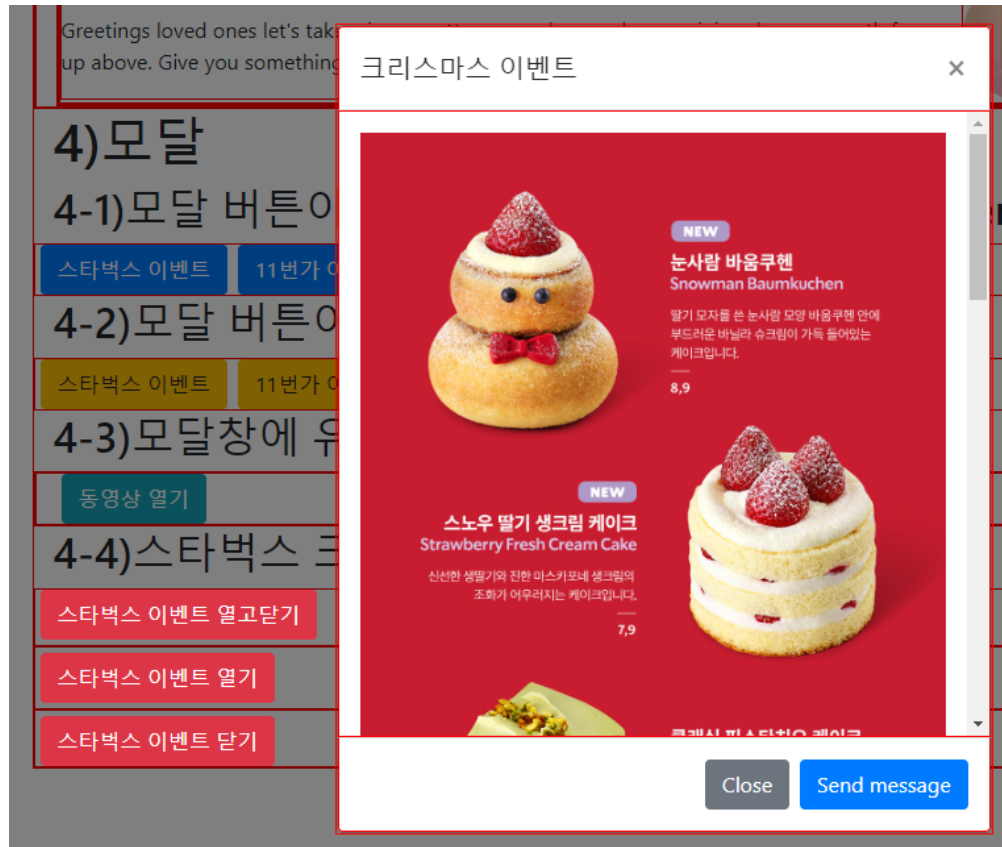 Greetings loved ones let's tak
up above. Give you something
4)모달
4-1)모달 버튼이
스타벅스 이벤트
11번가 이
4-2)모달 버튼이
스타벅스 이벤트
11번가 이
4-3)모달창에 유
동영상 열기
4-4)스타벅스 크
스타벅스 이벤트 열고닫기
스타벅스 이벤트 열기
스타벅스 이벤트 닫기
크리스마스 이벤트
×
NEW
눈사람 바움쿠헨
Snowman Baumkuchen
딸기 모자를 쓴 눈사람 모양 바움쿠헨 안에
부드러운 바닐라 슈크림이 가득 들어있는
케이크입니다.
8,9
NEW
스노우 딸기 생크림 케이크
Strawberry Fresh Cream Cake
신선한 생딸기와 진한 마스카포네 생크림의
조화가 어우러지는 케이크입니다.
7,9
클래식 피스타치오 케이크
Close
Send message